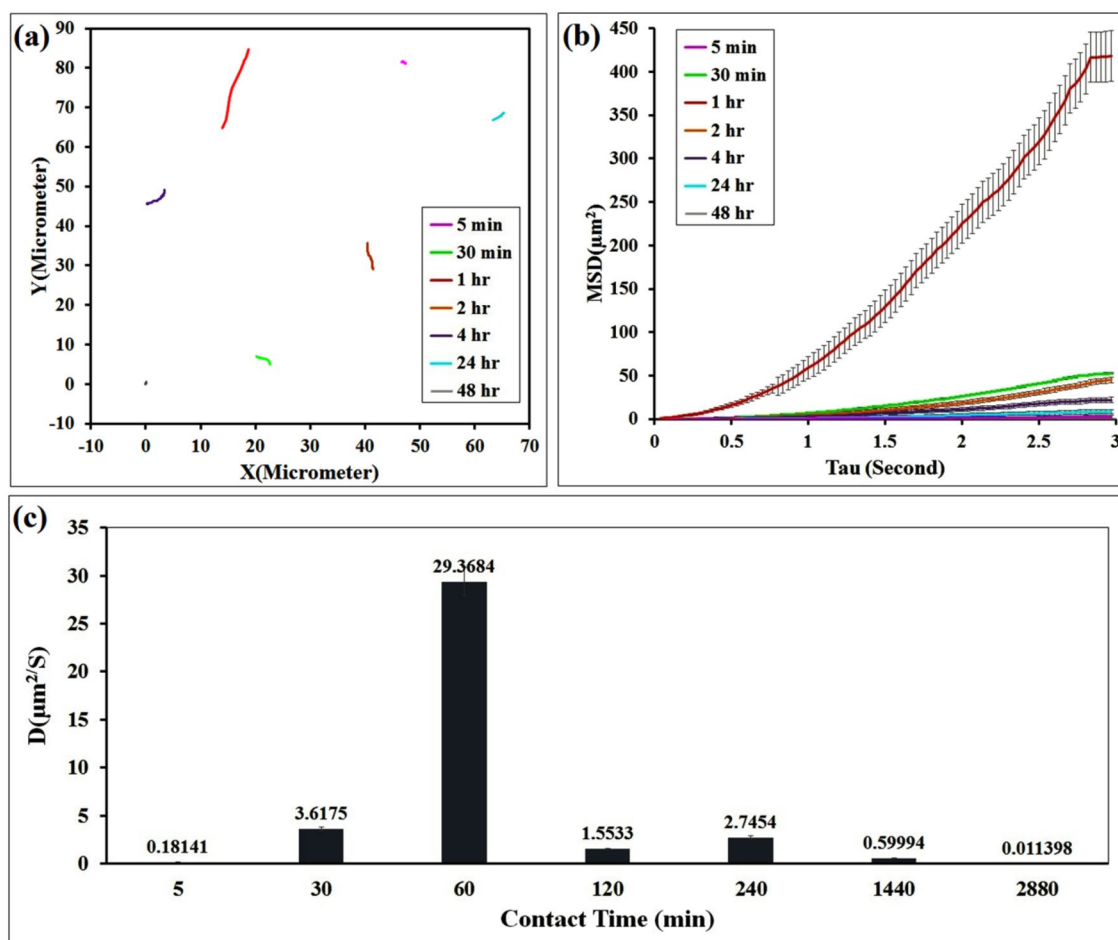 (a)
90
80
70
60
50
40
30
20
10
0
-10
Y(Micrometer)
-10 0 10 20 30 40 50 60 70
X(Micrometer)
5 min
30 min
1 hr
2 hr
4 hr
24 hr
48 hr
(b)
450
400
350
300
250
200
150
100
50
0
MSD(μm²)
0 0.5 1 1.5 2 2.5 3
Tau (Second)
5 min
30 min
1 hr
2 hr
4 hr
24 hr
48 hr
(c)
35
30
25
20
15
10
5
0
D(μm²/S)
0.18141 3.6175 29.3684 1.5533 2.7454 0.59994 0.011398
5 30 60 120 240 1440 2880
Contact Time (min)